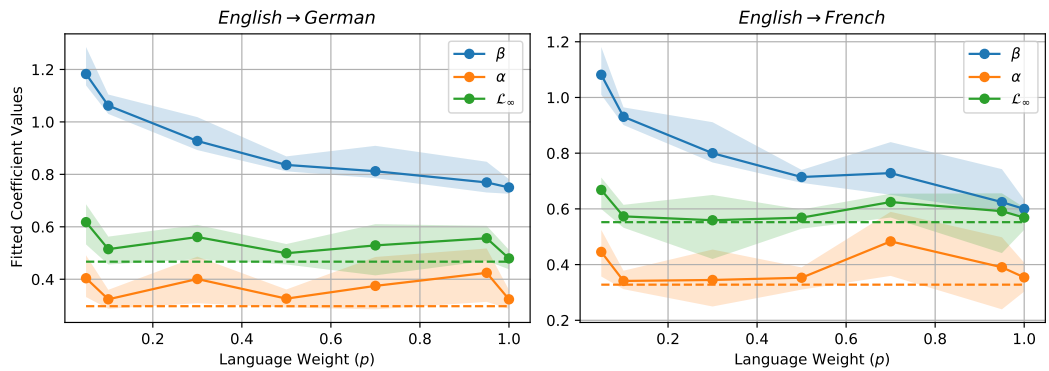 English→German
English→French
Fitted Coefficient Values
1.2
1.0
0.8
0.6
0.4
β
α
ℒ∞
0.2
0.4
0.6
0.8
1.0
Language Weight (p)
1.2
1.0
0.8
0.6
0.4
0.2
β
α
ℒ∞
0.2
0.4
0.6
0.8
1.0
Language Weight (p)